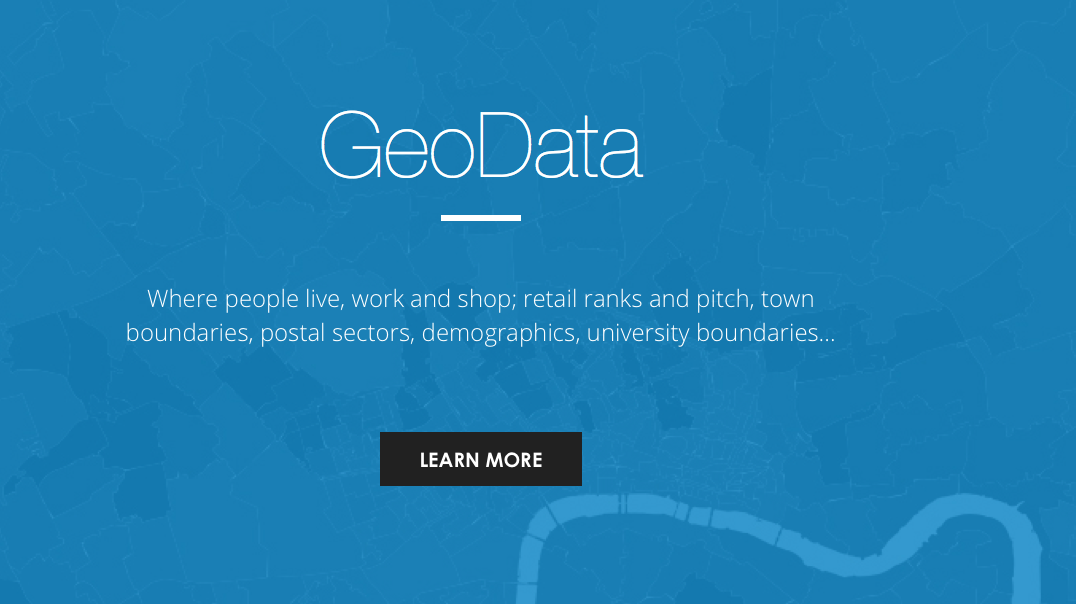 GeoData
Where people live, work and shop; retail ranks and pitch, town
boundaries, postal sectors, demographics, university boundaries...
LEARN MORE